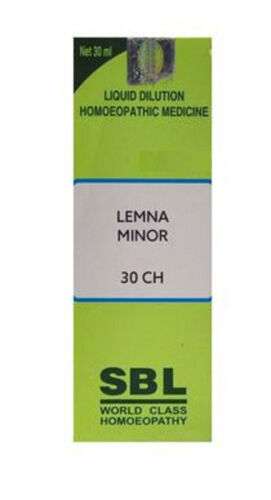 Net 30 ml
LIQUID DILUTION
HOMOEOPATHIC MEDICINE
LEMNA
MINOR
30 CH
SBL
WORLD CLASS
HOMOEOPATHY